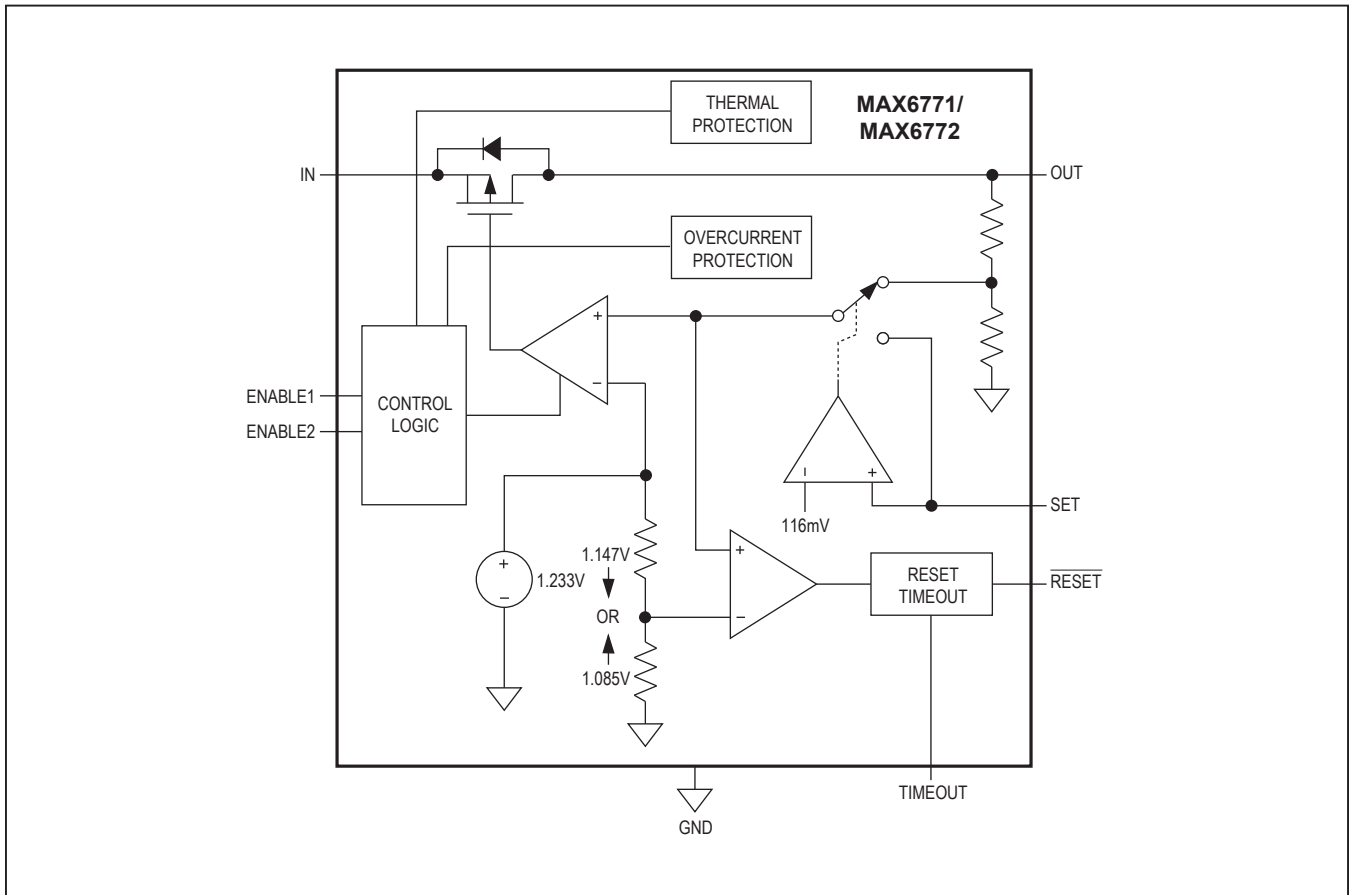 THERMAL
PROTECTION
MAX6771/
MAX6772
IN
OUT
OVERCURRENT
PROTECTION
+
−
ENABLE1
ENABLE2
CONTROL
LOGIC
−
+
116mV
SET
+
−
1.233V
1.147V
OR
1.085V
+
−
RESET
TIMEOUT
RESET
TIMEOUT
GND